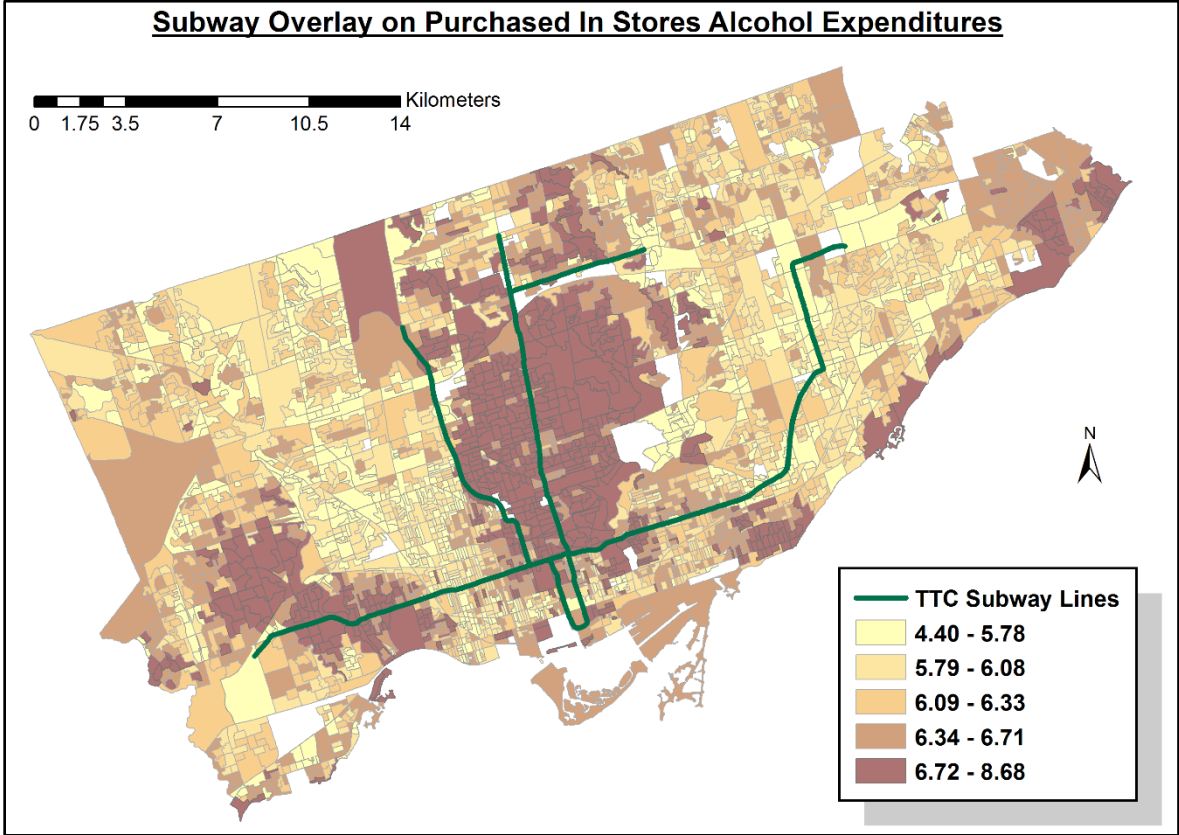 Subway Overlay on Purchased In Stores Alcohol Expenditures
Kilometers
0 1.75 3.5 7 10.5 14
N
TTC Subway Lines
4.40 - 5.78
5.79 - 6.08
6.09 - 6.33
6.34 - 6.71
6.72 - 8.68